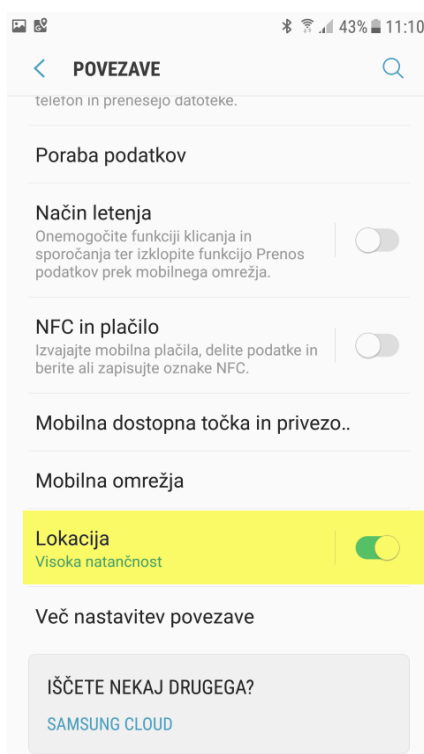 43% 11:10
POVEZAVE
telefon in prenesejo datoteke.
Poraba podatkov
Način letenja
Onemogočite funkciji klicanja in
sporočanja ter izklopite funkcijo Prenos
podatkov prek mobilnega omrežja.
NFC in plačilo
Izvajajte mobilna plačila, delite podatke in
berite ali zapisujte oznake NFC.
Mobilna dostopna točka in privezo..
Mobilna omrežja
Lokacija
Visoka natančnost
Več nastavitev povezave
IŠČETE NEKAJ DRUGEGA?
SAMSUNG CLOUD